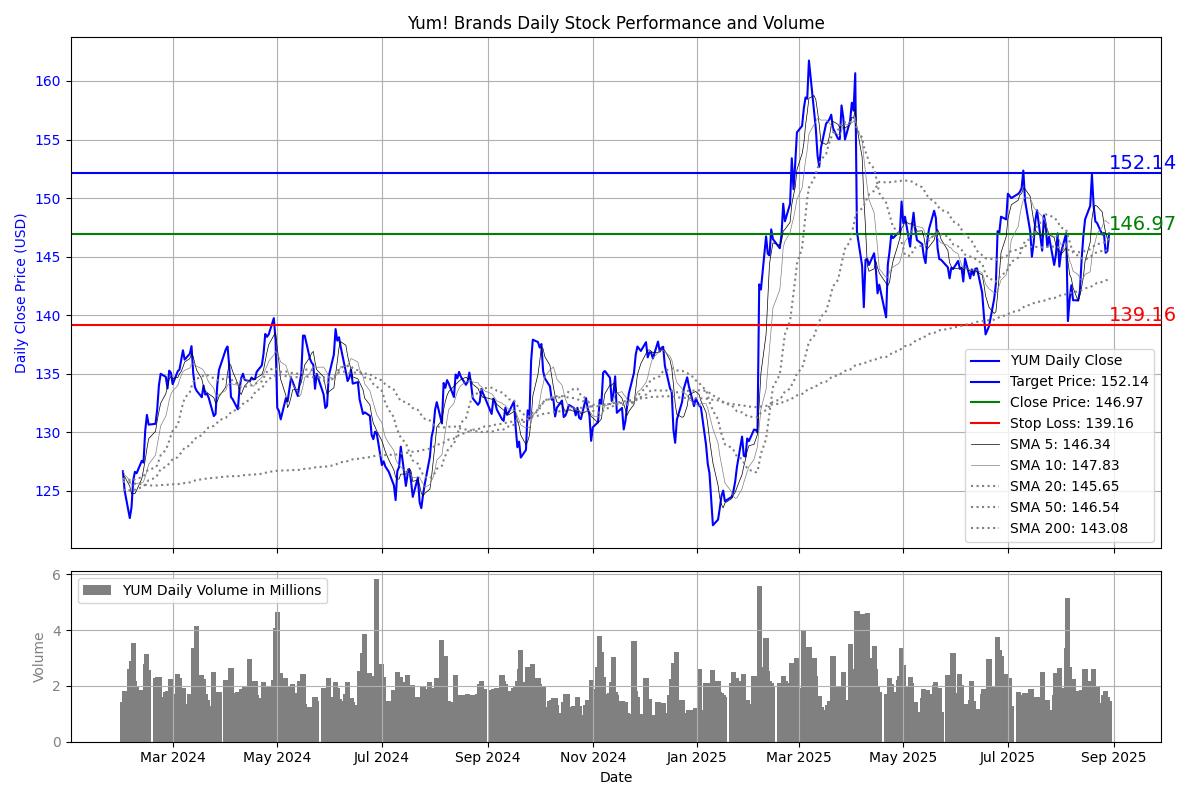 Yum! Brands Daily Stock Performance and Volume
Daily Close Price (USD)
160
155
150
145
140
135
130
125
152.14
146.97
139.16
YUM Daily Close
Target Price: 152.14
Close Price: 146.97
Stop Loss: 139.16
SMA 5: 146.34
SMA 10: 147.83
SMA 20: 145.65
SMA 50: 146.54
SMA 200: 143.08
Volume
6
4
2
0
YUM Daily Volume in Millions
Mar 2024
May 2024
Jul 2024
Sep 2024
Nov 2024
Jan 2025
Mar 2025
May 2025
Jul 2025
Sep 2025
Date